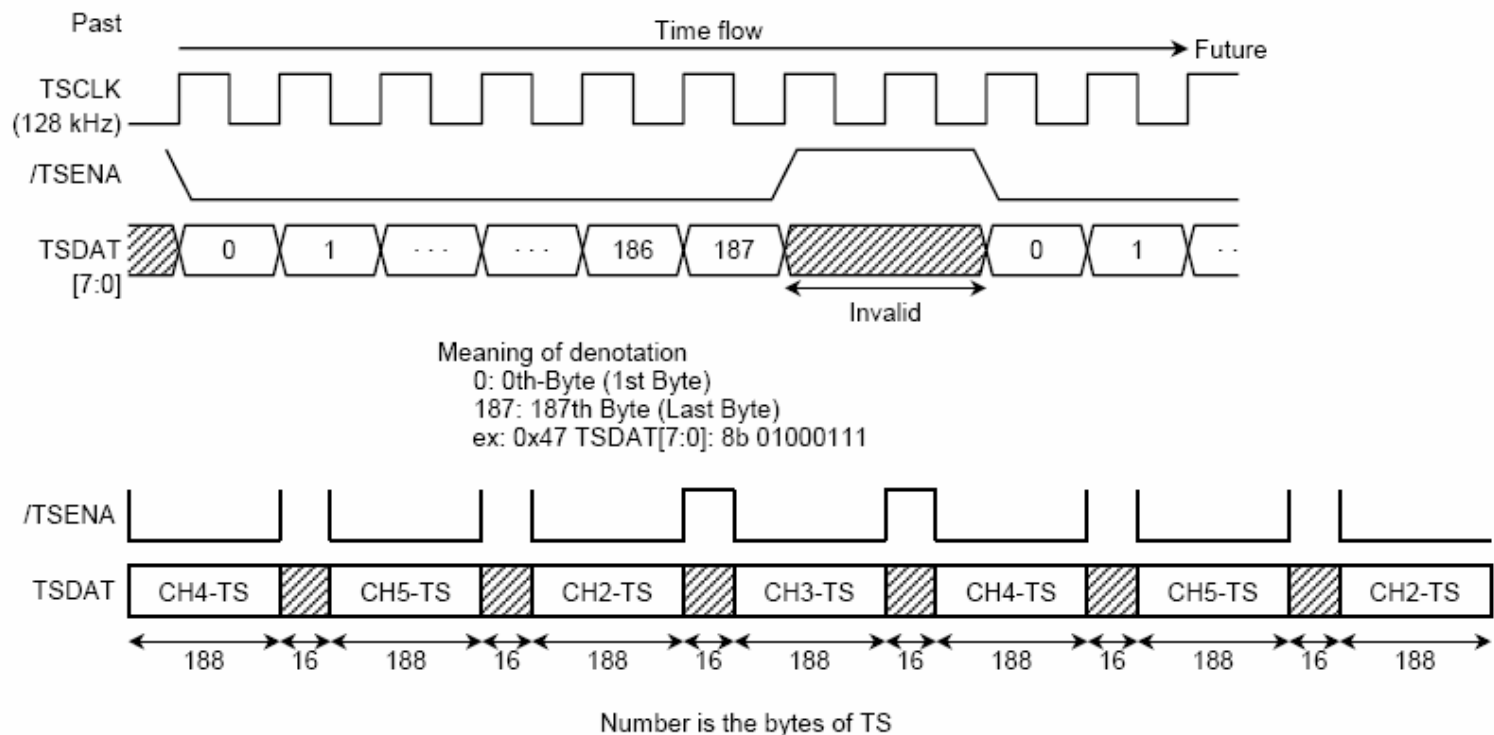 Past
Time flow
Future
TSCLK
(128 kHz)
/TSENA
TSDAT
[7:0]
0 1 · · · · · · 186 187 0 1 · ·
Invalid
Meaning of denotation
0: 0th-Byte (1st Byte)
187: 187th Byte (Last Byte)
ex: 0x47 TSDAT[7:0]: 8b 01000111
/TSENA
TSDAT
CH4-TS CH5-TS CH2-TS CH3-TS CH4-TS CH5-TS CH2-TS
188 16 188 16 188 16 188 16 188 16 188 16 188
Number is the bytes of TS